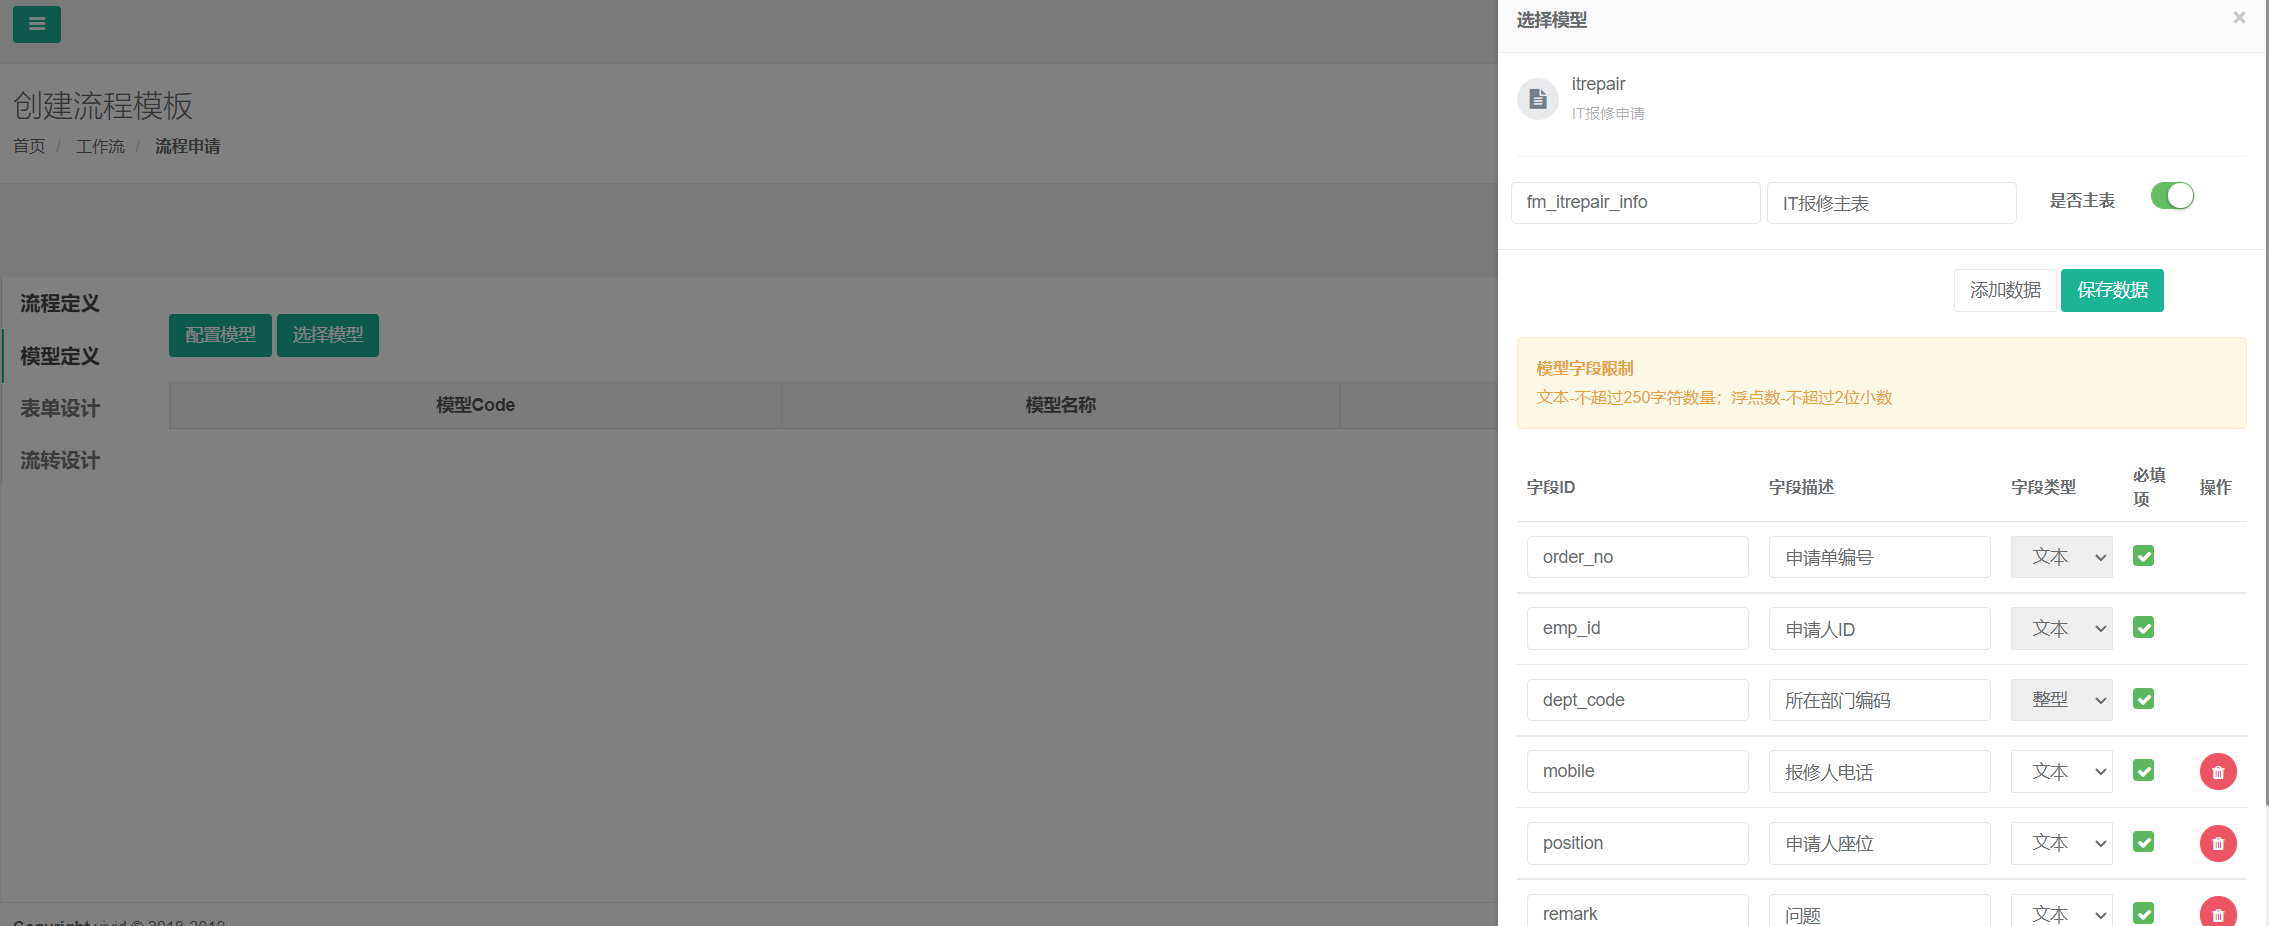 创建流程模板
首页 / 工作流 / 流程申请
流程定义
模型定义
表单设计
流转设计
配置模型 选择模型
模型Code 模型名称
选择模型 ×
itrepair
IT报修申请
fm_itrepair_info IT报修主表 是否主表
添加数据 保存数据
模型字段限制
文本-不超过250字符数量；浮点数-不超过2位小数
字段ID 字段描述 字段类型 必填项 操作
order_no 申请单编号 文本
emp_id 申请人ID 文本
dept_code 所在部门编码 整型
mobile 报修人电话 文本
position 申请人座位 文本
remark 问题 文本
Copyright vivid © 2018-2019